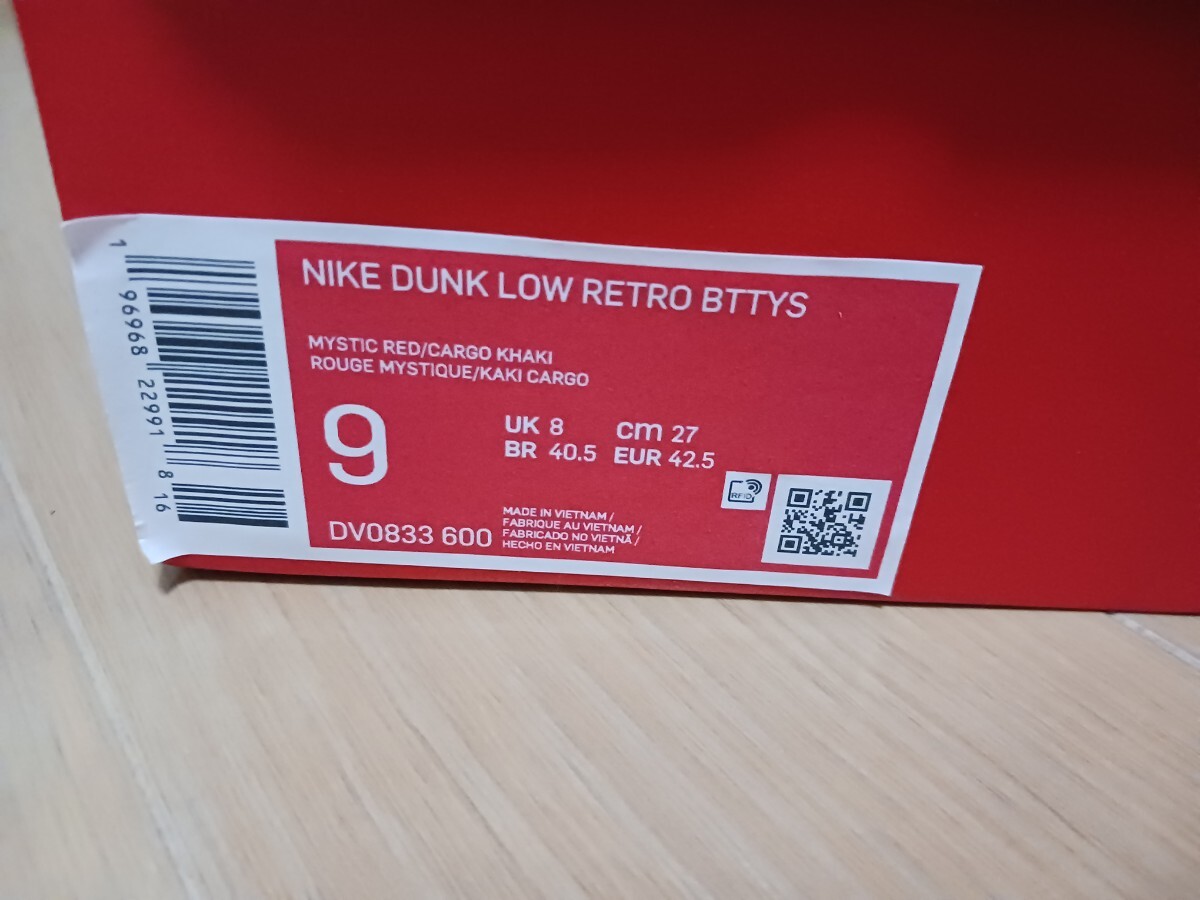 NIKE DUNK LOW RETRO BTTYS
MYSTIC RED/CARGO KHAKI
ROUGE MYSTIQUE/KAKI CARGO
9
UK 8 cm 27
BR 40.5 EUR 42.5
RFID
DV0833 600
MADE IN VIETNAM /
FABRIQUE AU VIETNAM /
FABRICADO NO VIETNÃ /
HECHO EN VIETNAM
1 96968 22991 8 16